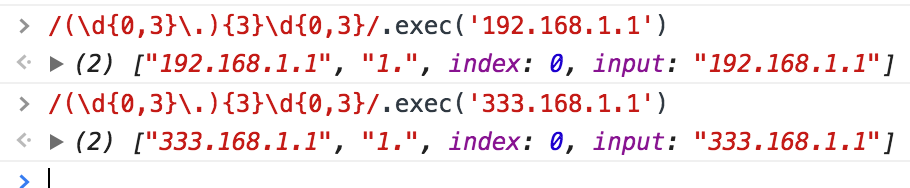 > /(\d{0,3}\.){3}\d{0,3}/.exec('192.168.1.1')
<· ▶ (2) ["192.168.1.1", "1.", index: 0, input: "192.168.1.1"]
> /(\d{0,3}\.){3}\d{0,3}/.exec('333.168.1.1')
<· ▶ (2) ["333.168.1.1", "1.", index: 0, input: "333.168.1.1"]
>